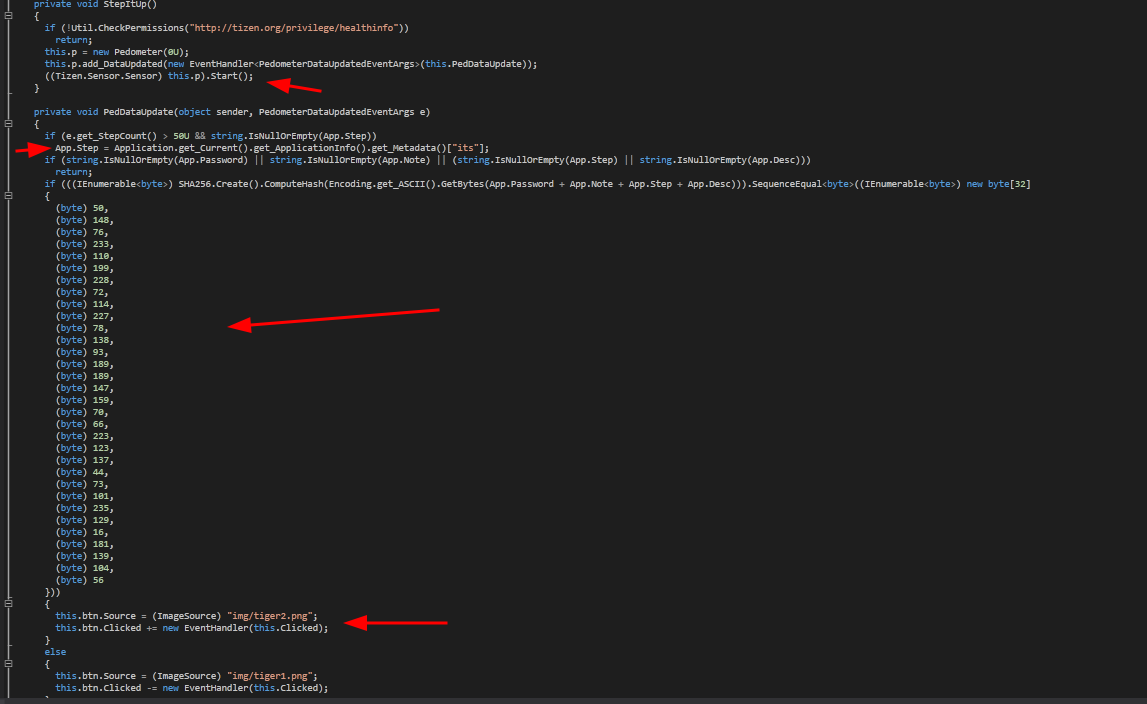 private void StepItUp()
{
if (!Util.CheckPermissions("http://tizen.org/privilege/healthinfo"))
return;
this.p = new Pedometer(0U);
this.p.add_DataUpdated(new EventHandler<PedometerDataUpdatedEventArgs>(this.PedDataUpdate));
((Tizen.Sensor.Sensor) this.p).Start();
}
private void PedDataUpdate(object sender, PedometerDataUpdatedEventArgs e)
{
if (e.get_StepCount() > 50U && string.IsNullOrEmpty(App.Step))
App.Step = Application.get_Current().get_ApplicationInfo().get_Metadata()["its"];
if (string.IsNullOrEmpty(App.Password) || string.IsNullOrEmpty(App.Note) || (string.IsNullOrEmpty(App.Step) || string.IsNullOrEmpty(App.Desc)))
return;
if (((IEnumerable<byte>) SHA256.Create().ComputeHash(Encoding.get_ASCII().GetBytes(App.Password + App.Note + App.Step + App.Desc))).SequenceEqual<byte>((IEnumerable<byte>) new byte[32]
{
(byte) 50,
(byte) 148,
(byte) 76,
(byte) 233,
(byte) 110,
(byte) 199,
(byte) 228,
(byte) 72,
(byte) 114,
(byte) 227,
(byte) 78,
(byte) 138,
(byte) 93,
(byte) 189,
(byte) 189,
(byte) 147,
(byte) 159,
(byte) 70,
(byte) 66,
(byte) 223,
(byte) 123,
(byte) 137,
(byte) 44,
(byte) 73,
(byte) 101,
(byte) 235,
(byte) 129,
(byte) 16,
(byte) 181,
(byte) 139,
(byte) 104,
(byte) 56
}))
{
this.btn.Source = (ImageSource) "img/tiger2.png";
this.btn.Clicked += new EventHandler(this.Clicked);
}
else
{
this.btn.Source = (ImageSource) "img/tiger1.png";
this.btn.Clicked -= new EventHandler(this.Clicked);